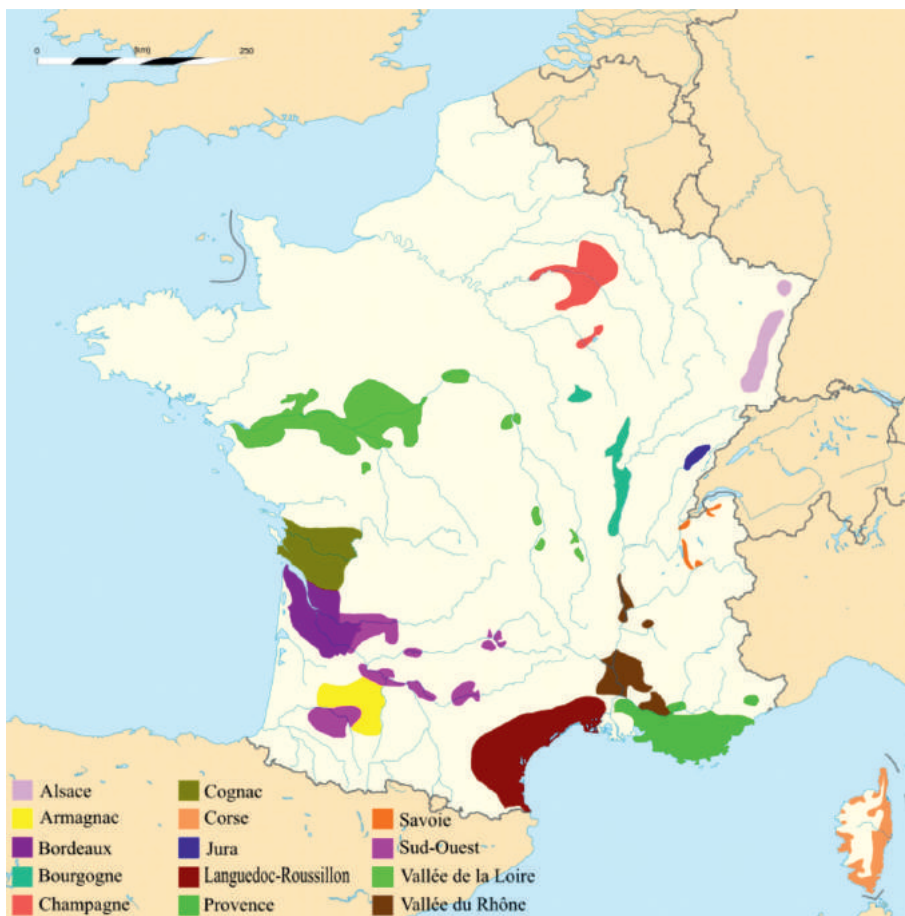 0 (km) 250
Alsace
Armagnac
Bordeaux
Bourgogne
Champagne
Cognac
Corse
Jura
Languedoc-Roussillon
Provence
Savoie
Sud-Ouest
Vallée de la Loire
Vallée du Rhône